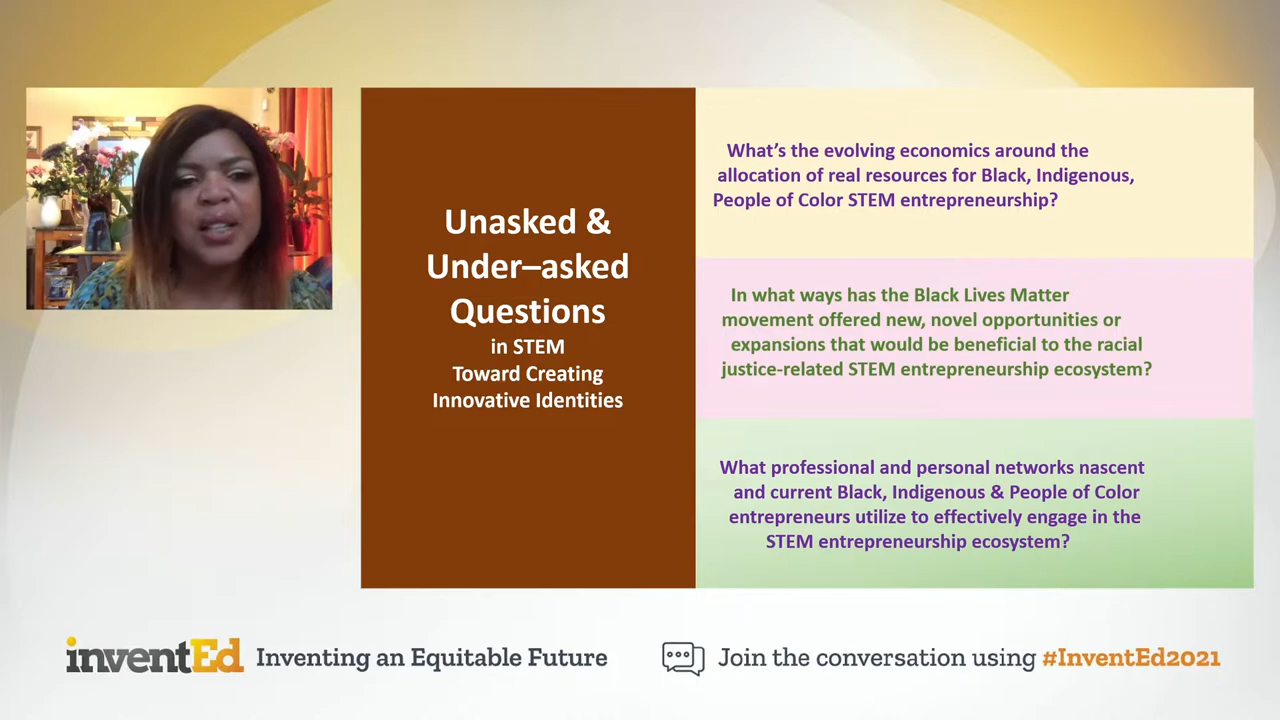 Unasked &
Under–asked
Questions
in STEM
Toward Creating
Innovative Identities
What's the evolving economics around the
allocation of real resources for Black, Indigenous,
People of Color STEM entrepreneurship?
In what ways has the Black Lives Matter
movement offered new, novel opportunities or
expansions that would be beneficial to the racial
justice-related STEM entrepreneurship ecosystem?
What professional and personal networks nascent
and current Black, Indigenous & People of Color
entrepreneurs utilize to effectively engage in the
STEM entrepreneurship ecosystem?
inventEd Inventing an Equitable Future
Join the conversation using #InventEd2021